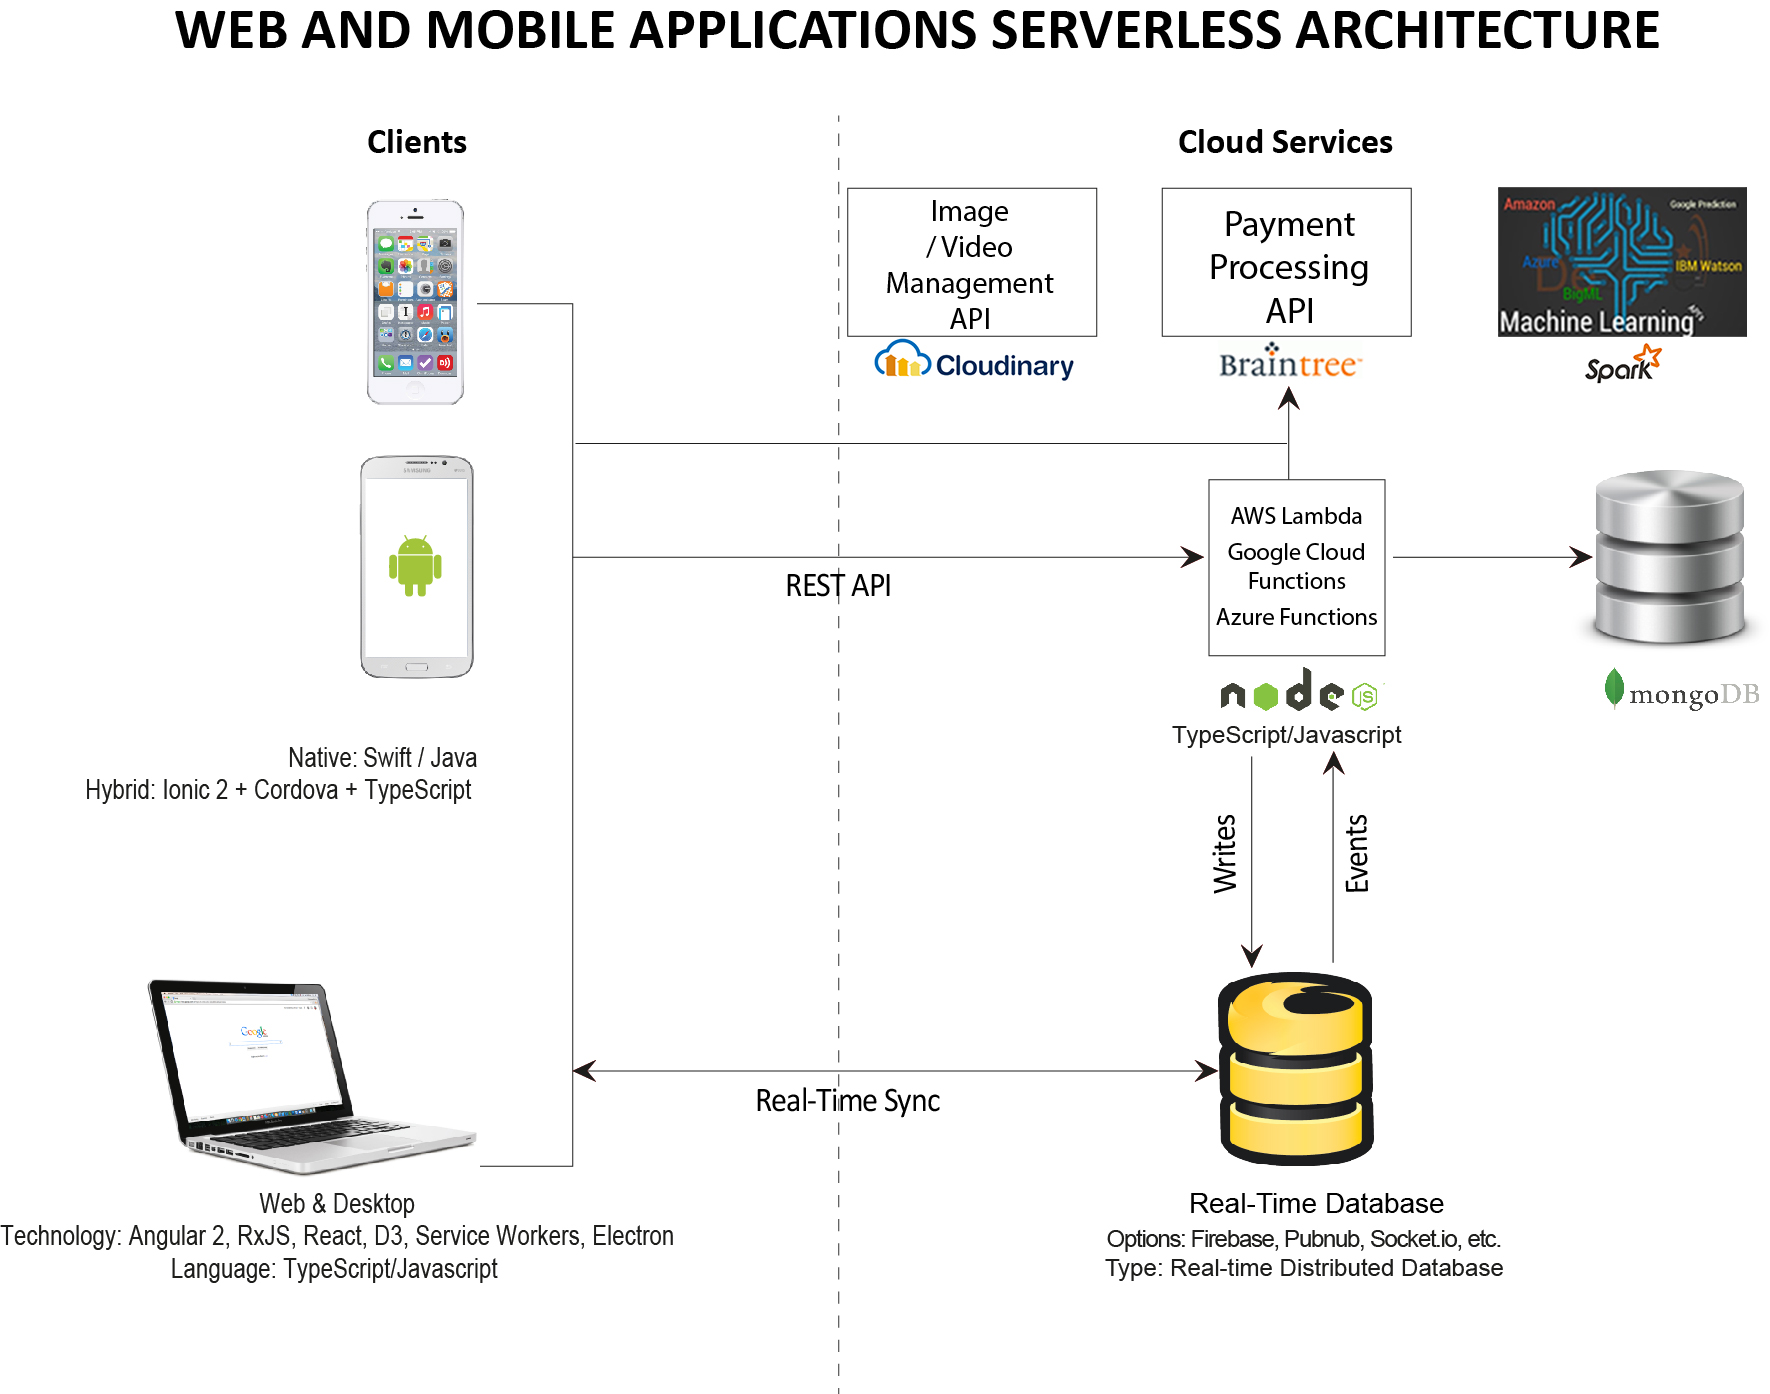 WEB AND MOBILE APPLICATIONS SERVERLESS ARCHITECTURE
Clients
Cloud Services
Image
/ Video
Management
API
Cloudinary
Payment
Processing
API
Braintree
Amazon
Google Prediction
Azure
IBM Watson
BigML
Machine Learning
APIs
Spark
SAMSUNG
REST API
AWS Lambda
Google Cloud
Functions
Azure Functions
node
JS
TypeScript/Javascript
mongoDB
Native: Swift / Java
Hybrid: Ionic 2 + Cordova + TypeScript
Writes
Events
Google
Real-Time Sync
Web & Desktop
Technology: Angular 2, RxJS, React, D3, Service Workers, Electron
Language: TypeScript/Javascript
Real-Time Database
Options: Firebase, Pubnub, Socket.io, etc.
Type: Real-time Distributed Database